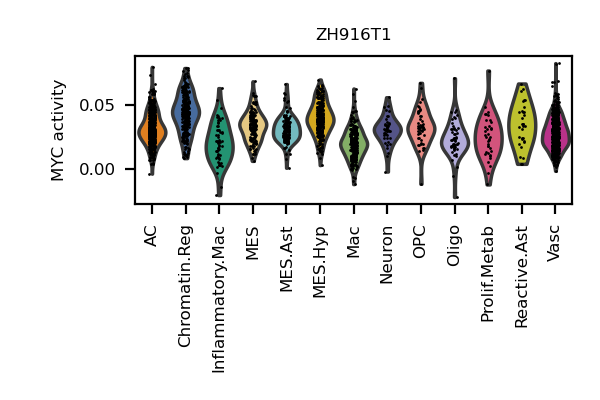 ZH916T1
MYC activity
0.05
0.00
AC
Chromatin.Reg
Inflammatory.Mac
MES
MES.Ast
MES.Hyp
Mac
Neuron
OPC
Oligo
Prolif.Metab
Reactive.Ast
Vasc